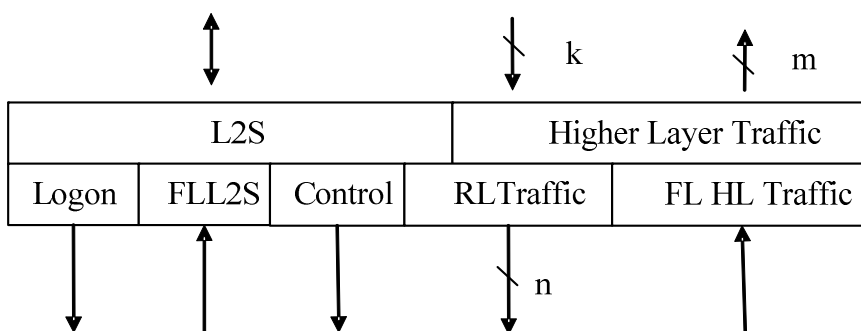 k
m
L2S Higher Layer Traffic
Logon FLL2S Control RLTraffic FL HL Traffic
n